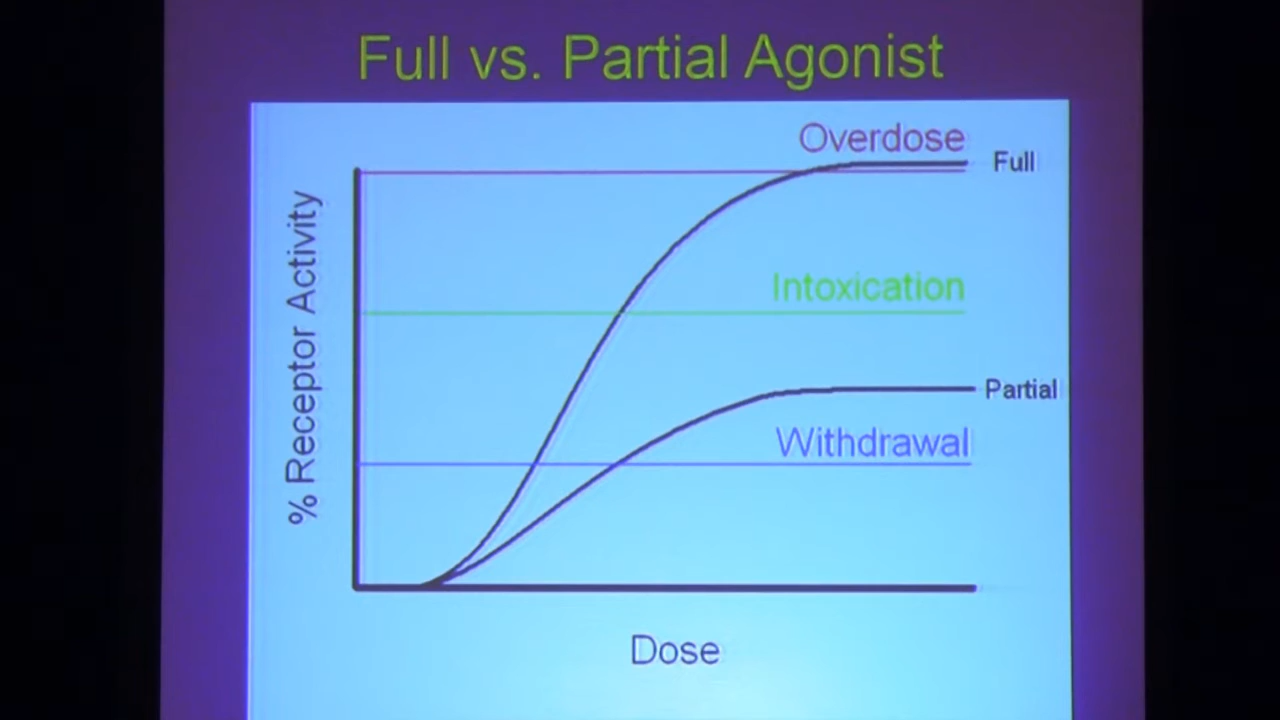 Full vs. Partial Agonist
Overdose
Full
% Receptor Activity
Intoxication
Partial
Withdrawal
Dose